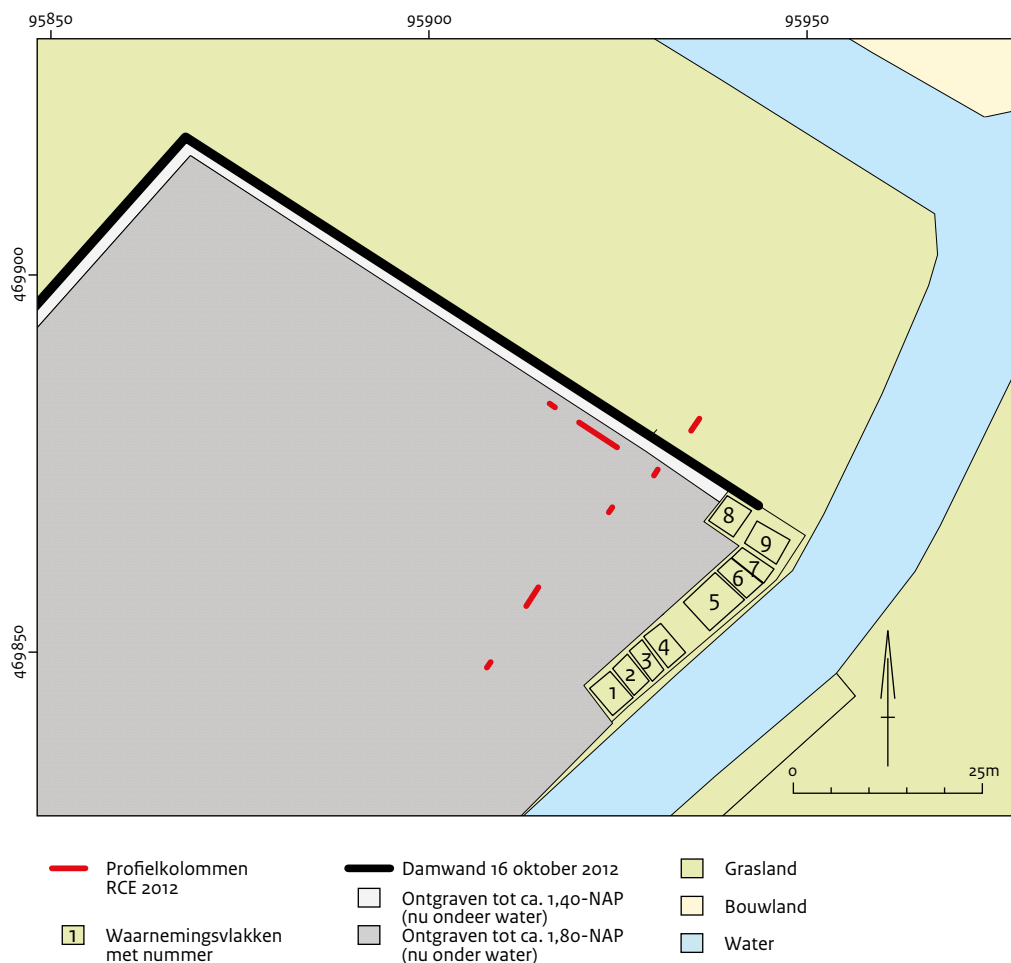 95850
95900
95950
469900
469850
8
9
7
6
5
4
3
2
1
0
25m
Profielkolommen
RCE 2012
1
Waarnemingsvlakken
met nummer
Damwand 16 oktober 2012
Ontgraven tot ca. 1,40-NAP
(nu ondeer water)
Ontgraven tot ca. 1,80-NAP
(nu onder water)
Grasland
Bouwland
Water